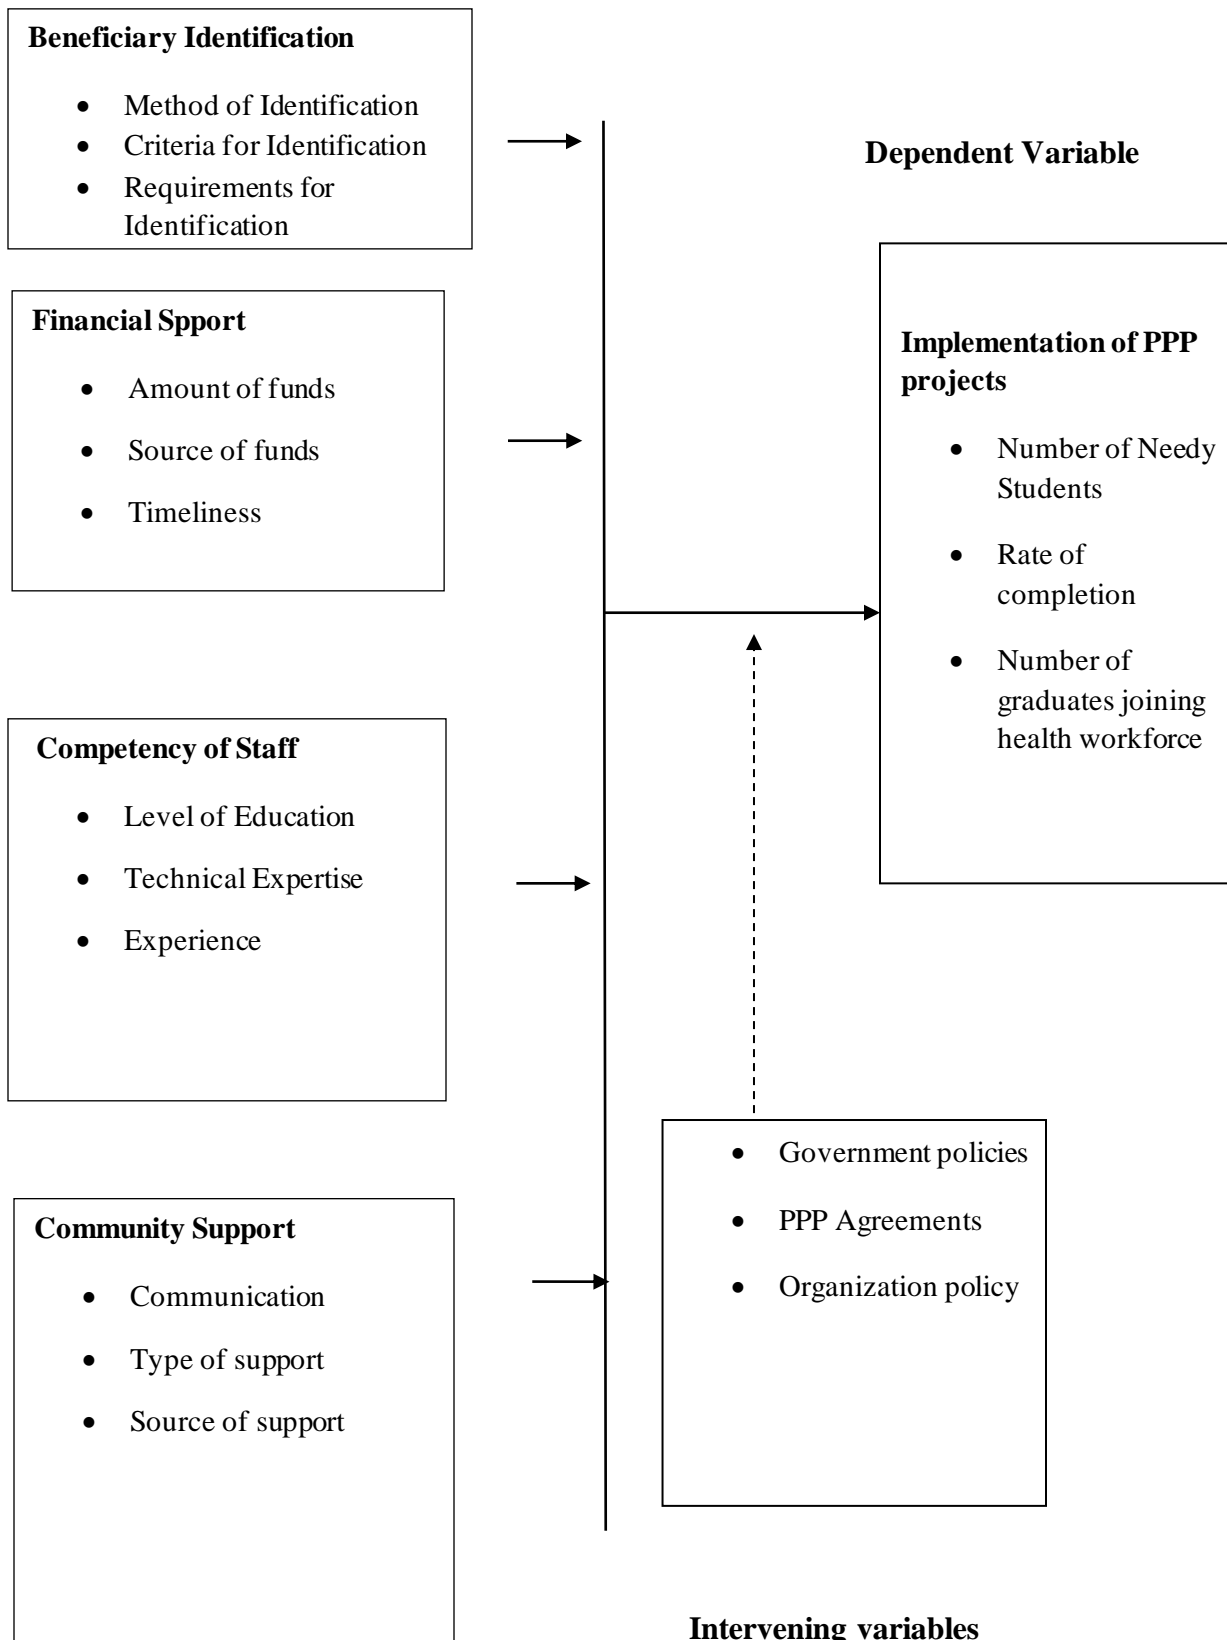 Beneficiary Identification
• Method of Identification
• Criteria for Identification
• Requirements for
Identification
Financial Spport
• Amount of funds
• Source of funds
• Timeliness
Competency of Staff
• Level of Education
• Technical Expertise
• Experience
Community Support
• Communication
• Type of support
• Source of support
Dependent Variable
Implementation of PPP
projects
• Number of Needy
Students
• Rate of
completion
• Number of
graduates joining
health workforce
• Government policies
• PPP Agreements
• Organization policy
Intervening variables